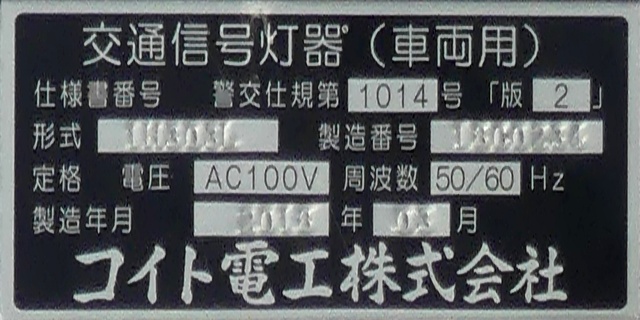 交通信号灯器（車両用）
仕様書番号 警交仕規第 1014 号 「版 2 」
形式 製造番号
定格 電圧 AC100V 周波数 50/60 Hz
製造年月 年 月
コイト電工株式会社